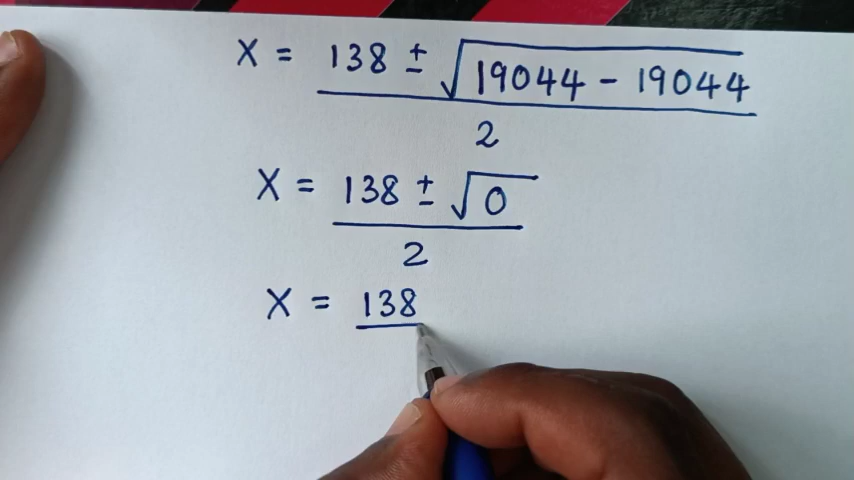 X = 138 ± √19044 - 19044
2
X = 138 ± √0
2
X = 138